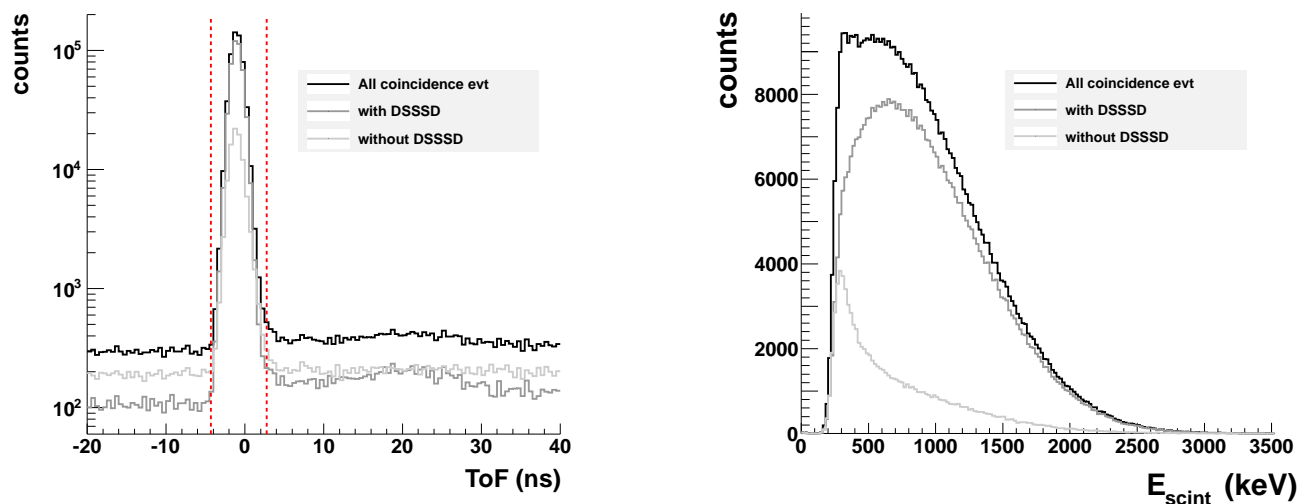 counts
10^5
10^4
10^3
10^2
-20 -10 0 10 20 30 40
ToF (ns)
All coincidence evt
with DSSSD
without DSSSD
counts
8000
6000
4000
2000
0
0 500 1000 1500 2000 2500 3000 3500
E_scint (keV)
All coincidence evt
with DSSSD
without DSSSD